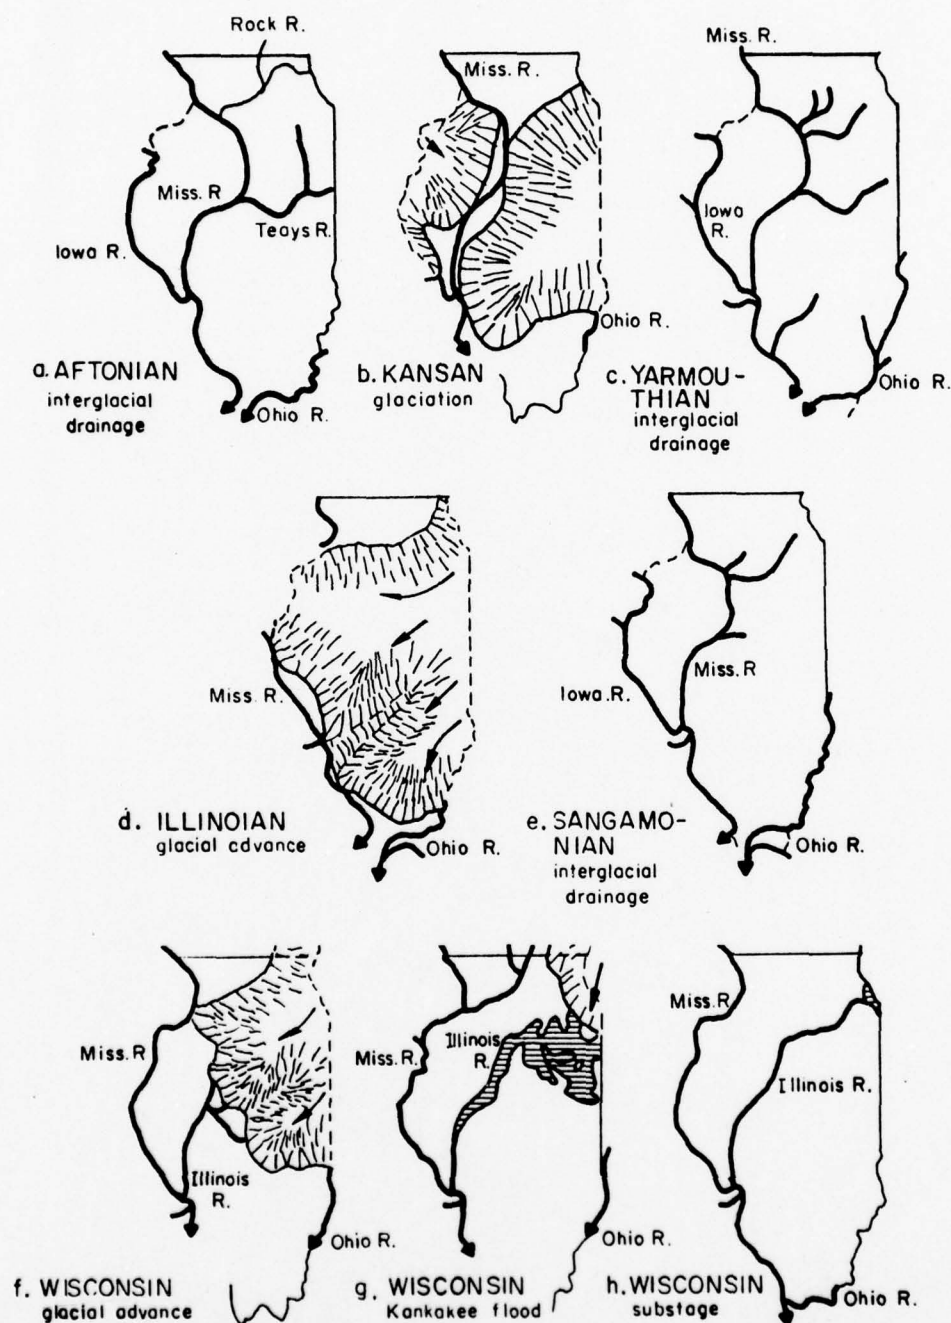 Rock R.
Miss. R
Teays R.
Iowa R.
Ohio R.
a. AFTONIAN
interglacial
drainage
Miss. R.
Ohio R.
b. KANSAN
glaciation
Miss. R.
Iowa
R.
Ohio R.
c. YARMOU-
THIAN
interglacial
drainage
Miss. R.
Ohio R.
d. ILLINOIAN
glacial advance
Iowa. R.
Miss. R
Ohio R.
e. SANGAMO-
NIAN
interglacial
drainage
Miss. R
Illinois
R.
Ohio R.
f. WISCONSIN
glacial advance
Miss. R.
Illinois
R.
Ohio R.
g. WISCONSIN
Kankakee flood
Miss. R
Illinois R.
Ohio R.
h. WISCONSIN
substage